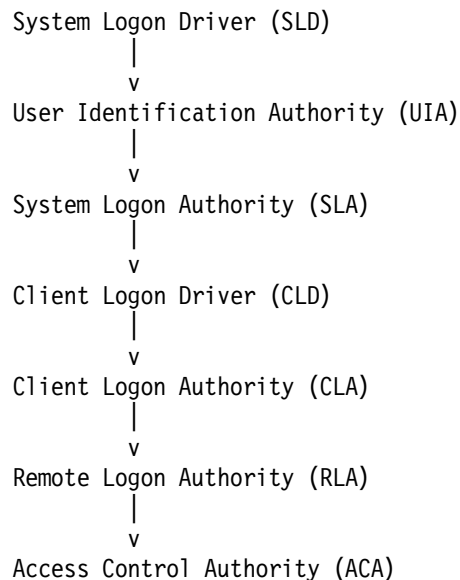 System Logon Driver (SLD)
|
v
User Identification Authority (UIA)
|
v
System Logon Authority (SLA)
|
v
Client Logon Driver (CLD)
|
v
Client Logon Authority (CLA)
|
v
Remote Logon Authority (RLA)
|
v
Access Control Authority (ACA)